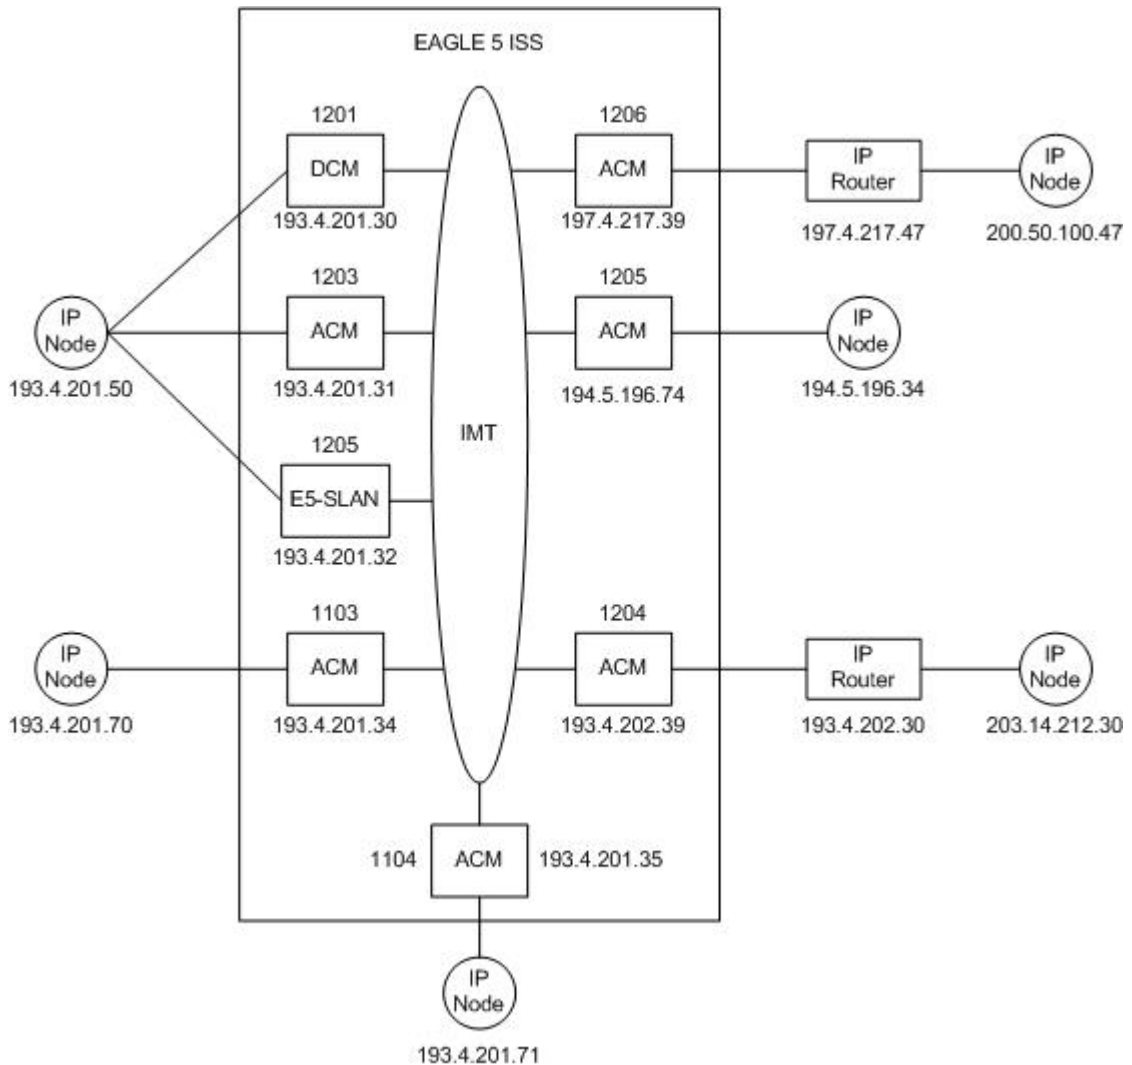 EAGLE 5 ISS
1201
DCM
193.4.201.30
1206
ACM
197.4.217.39
IP
Router
197.4.217.47
IP
Node
200.50.100.47
IP
Node
193.4.201.50
1203
ACM
193.4.201.31
1205
ACM
194.5.196.74
IP
Node
194.5.196.34
IMT
1205
E5-SLAN
193.4.201.32
IP
Node
193.4.201.70
1103
ACM
193.4.201.34
1204
ACM
193.4.202.39
IP
Router
193.4.202.30
IP
Node
203.14.212.30
1104
ACM
193.4.201.35
IP
Node
193.4.201.71